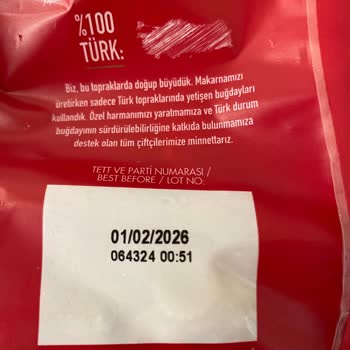 %100
TÜRK:
Biz, bu topraklarda doğup büyüdük. Makarnamızı
üretirken sadece Türk topraklarında yetişen buğdayları
kullandık. Özel harmanımızı yaratmamıza ve Türk durum
buğdayının sürdürülebilirliğine katkıda bulunmamıza
destek olan tüm çiftçilerimize minnettarız.
TETT VE PARTİ NUMARASI /
BEST BEFORE / LOT NO:
01/02/2026
064324 00:51